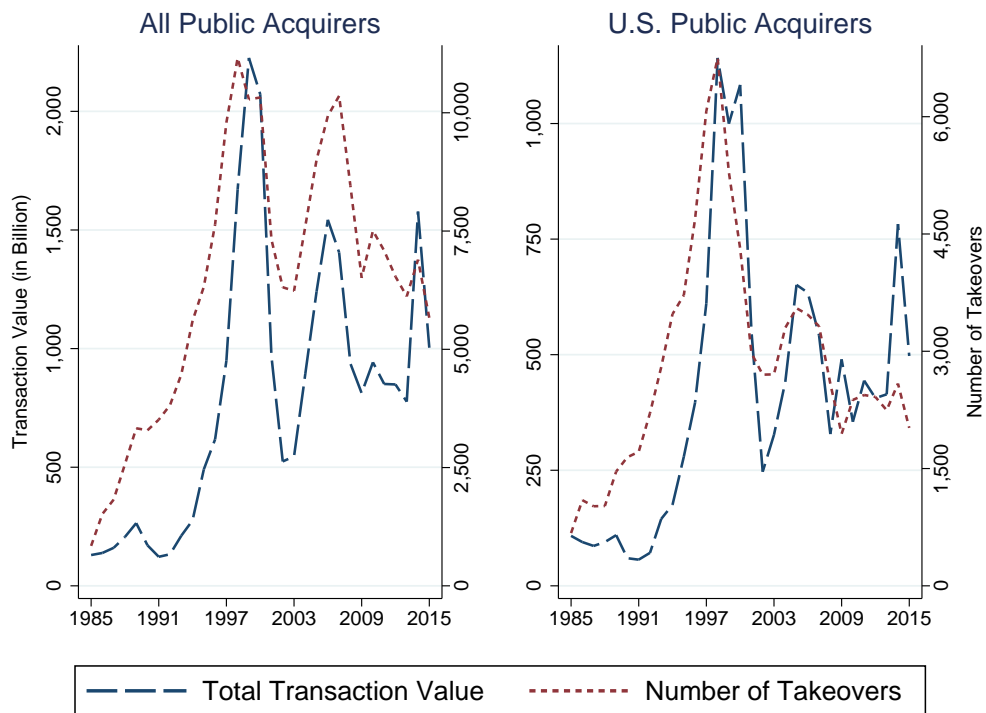 All Public Acquirers
U.S. Public Acquirers
Transaction Value (in Billion)
2,000
1,500
1,000
500
0
10,000
7,500
5,000
2,500
0
1985 1991 1997 2003 2009 2015
1,000
750
500
250
0
6,000
4,500
3,000
1,500
0
Number of Takeovers
1985 1991 1997 2003 2009 2015
Total Transaction Value
Number of Takeovers